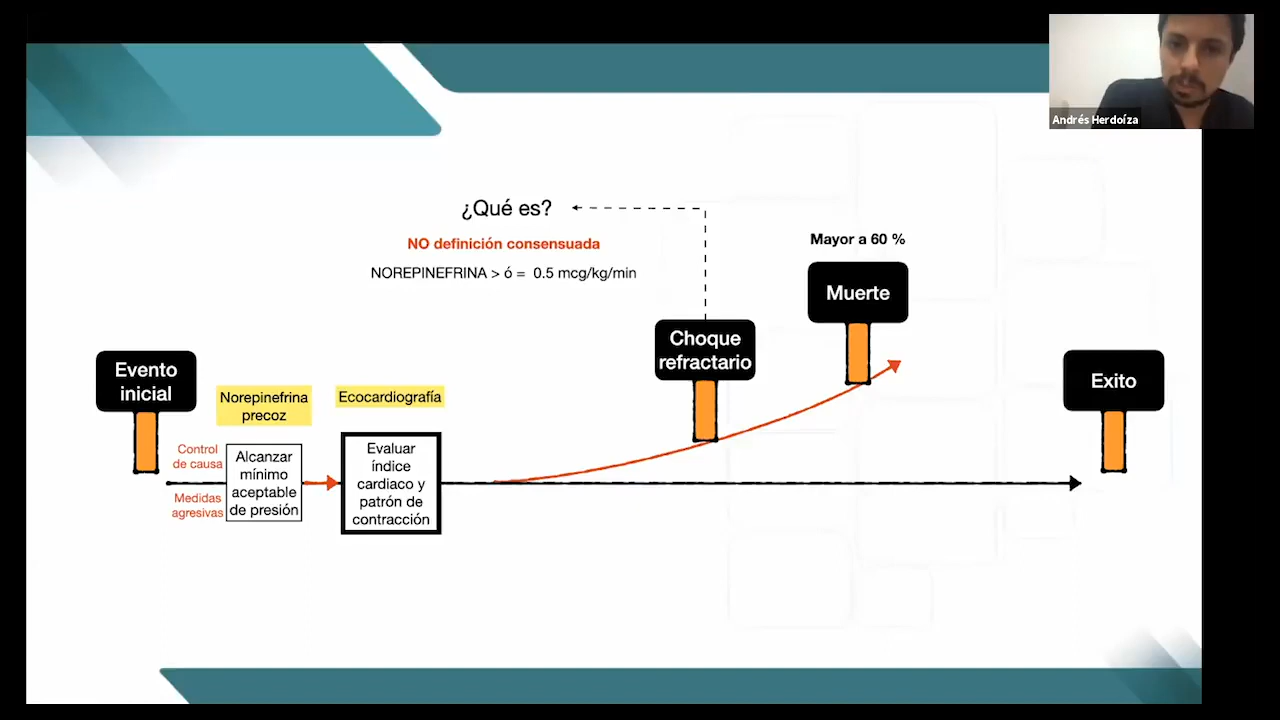 Andrés Herdoíza
¿Qué es?
NO definición consensuada
NOREPINEFRINA > ó = 0.5 mcg/kg/min
Mayor a 60 %
Muerte
Choque
refractario
Evento
inicial
Norepinefrina
precoz
Ecocardiografía
Exito
Control
de causa
Medidas
agresivas
Alcanzar
mínimo
aceptable
de presión
Evaluar
índice
cardiaco y
patrón de
contracción